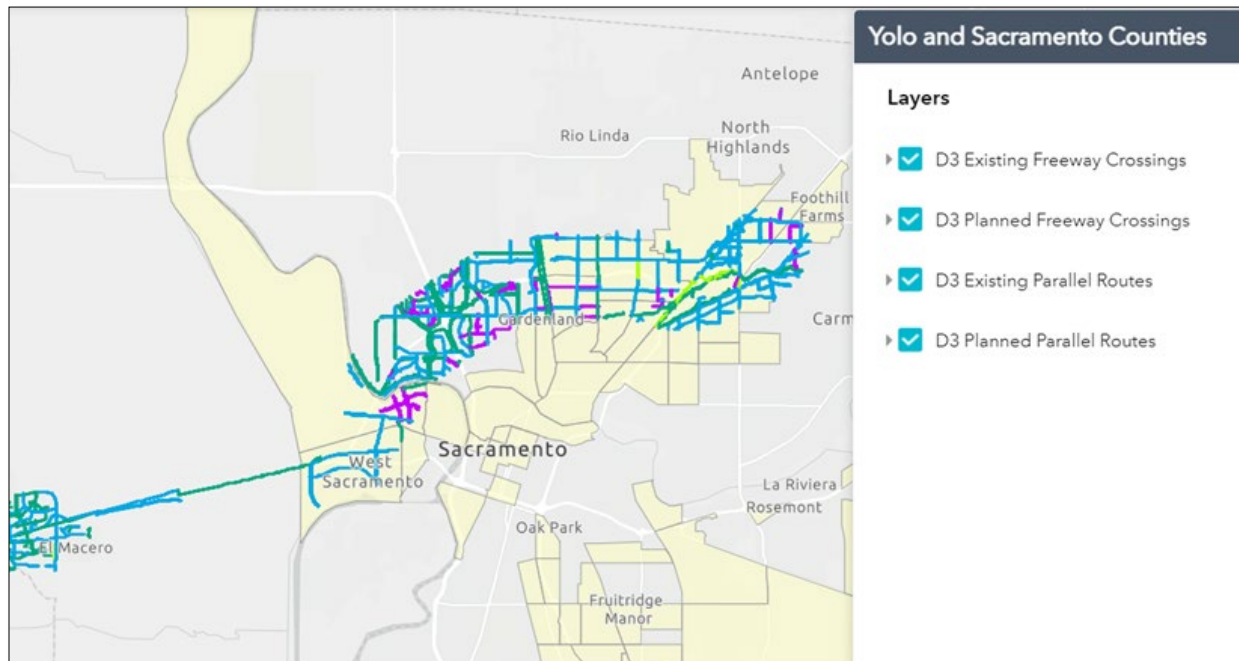 Antelope
Rio Linda
North
Highlands
Foothill
Farms
Gardenland
Carm
Sacramento
West
Sacramento
La Riviera
Rosemont
Oak Park
El Macero
Fruitridge
Manor
Yolo and Sacramento Counties
Layers
D3 Existing Freeway Crossings
D3 Planned Freeway Crossings
D3 Existing Parallel Routes
D3 Planned Parallel Routes